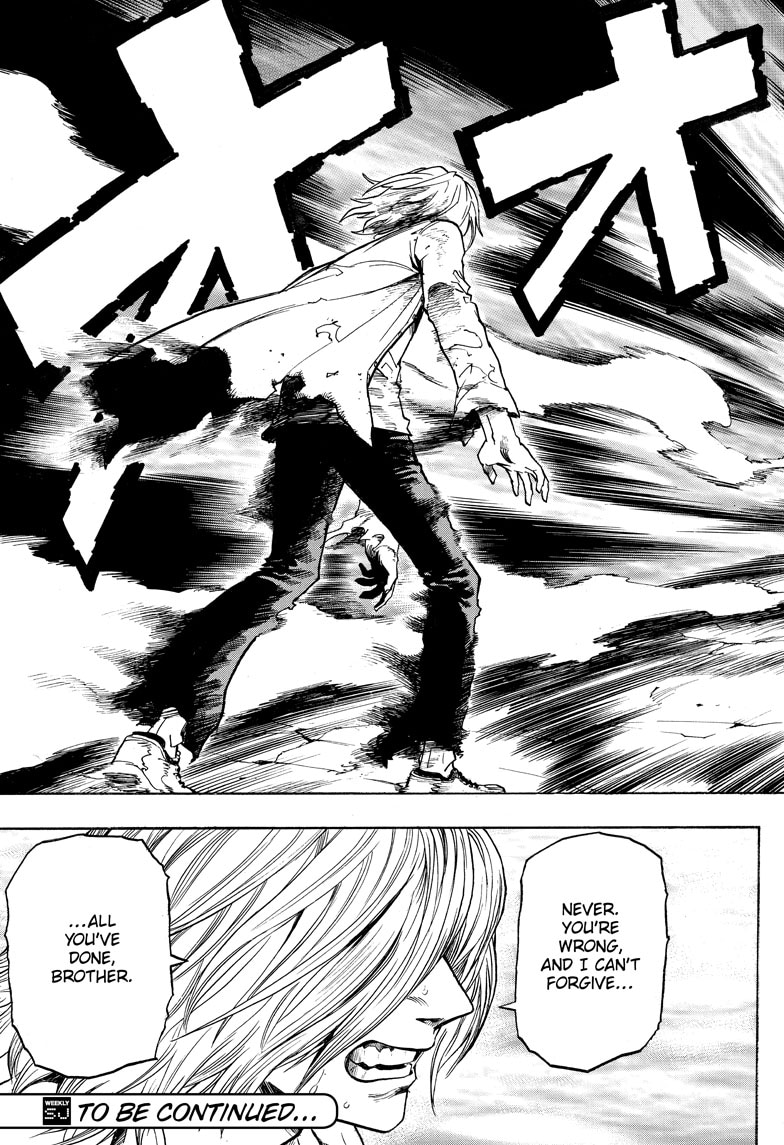 オオ
NEVER.
YOU'RE
WRONG,
AND I CAN'T
FORGIVE...
...ALL
YOU'VE
DONE,
BROTHER.
WEEKLY
SJ
TO BE CONTINUED...